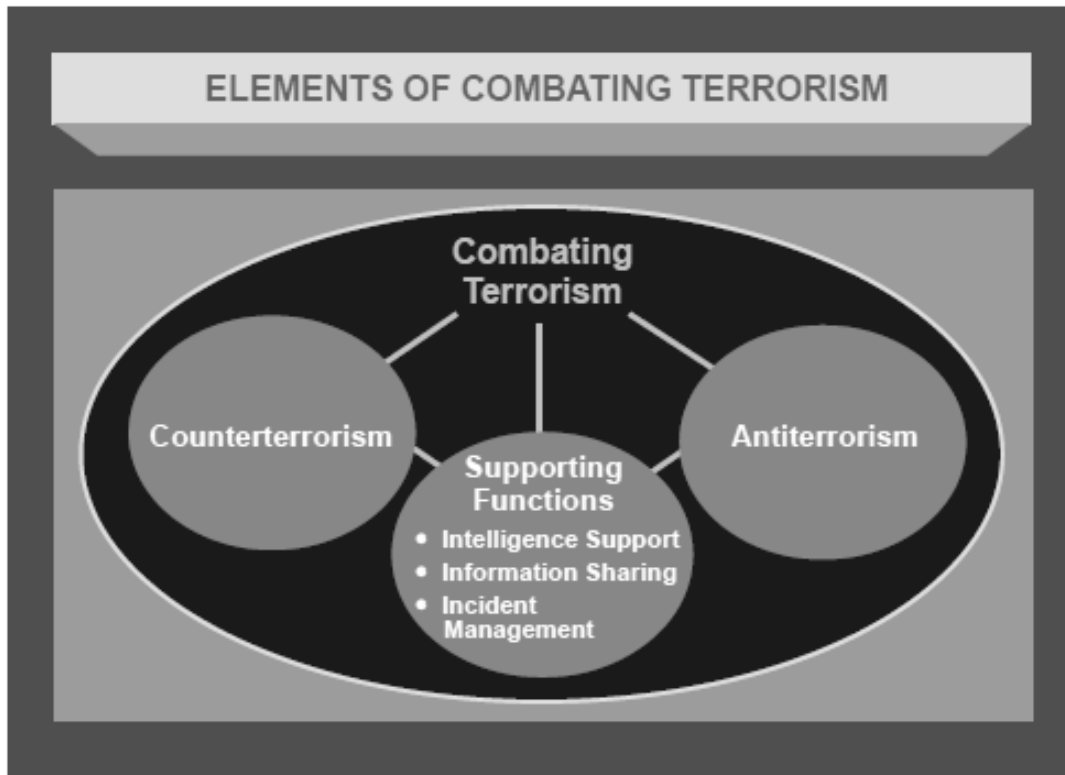 ELEMENTS OF COMBATING TERRORISM
Combating
Terrorism
Counterterrorism
Antiterrorism
Supporting
Functions
• Intelligence Support
• Information Sharing
• Incident
Management